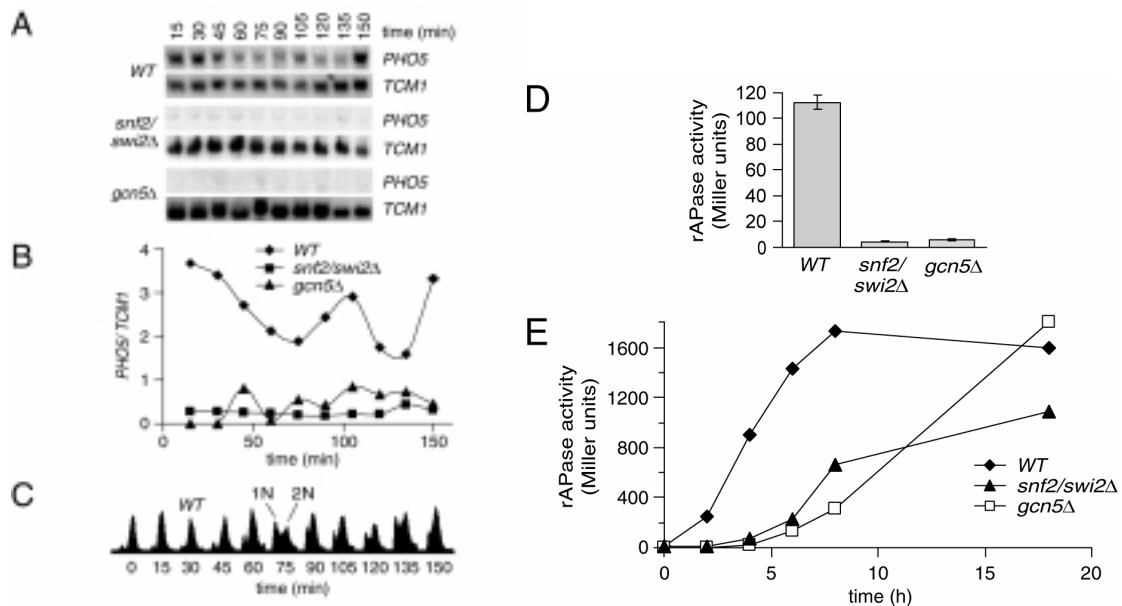 A
15 30 45 60 75 90 105 120 135 150 time (min)
WT
PHO5
TCM1
snf2/
swi2Δ
PHO5
TCM1
gcn5Δ
PHO5
TCM1
B
PHO5/ TCM1
4
3
2
1
0
WT
snf2/swi2Δ
gcn5Δ
0 50 100 150
time (min)
C
WT
1N 2N
0 15 30 45 60 75 90 105 120 135 150
time (min)
D
rAPase activity
(Miller units)
120
100
80
60
40
20
0
WT snf2/ gcn5Δ
swi2Δ
E
rAPase activity
(Miller units)
1600
1200
800
400
0
WT
snf2/swi2Δ
gcn5Δ
0 5 10 15 20
time (h)